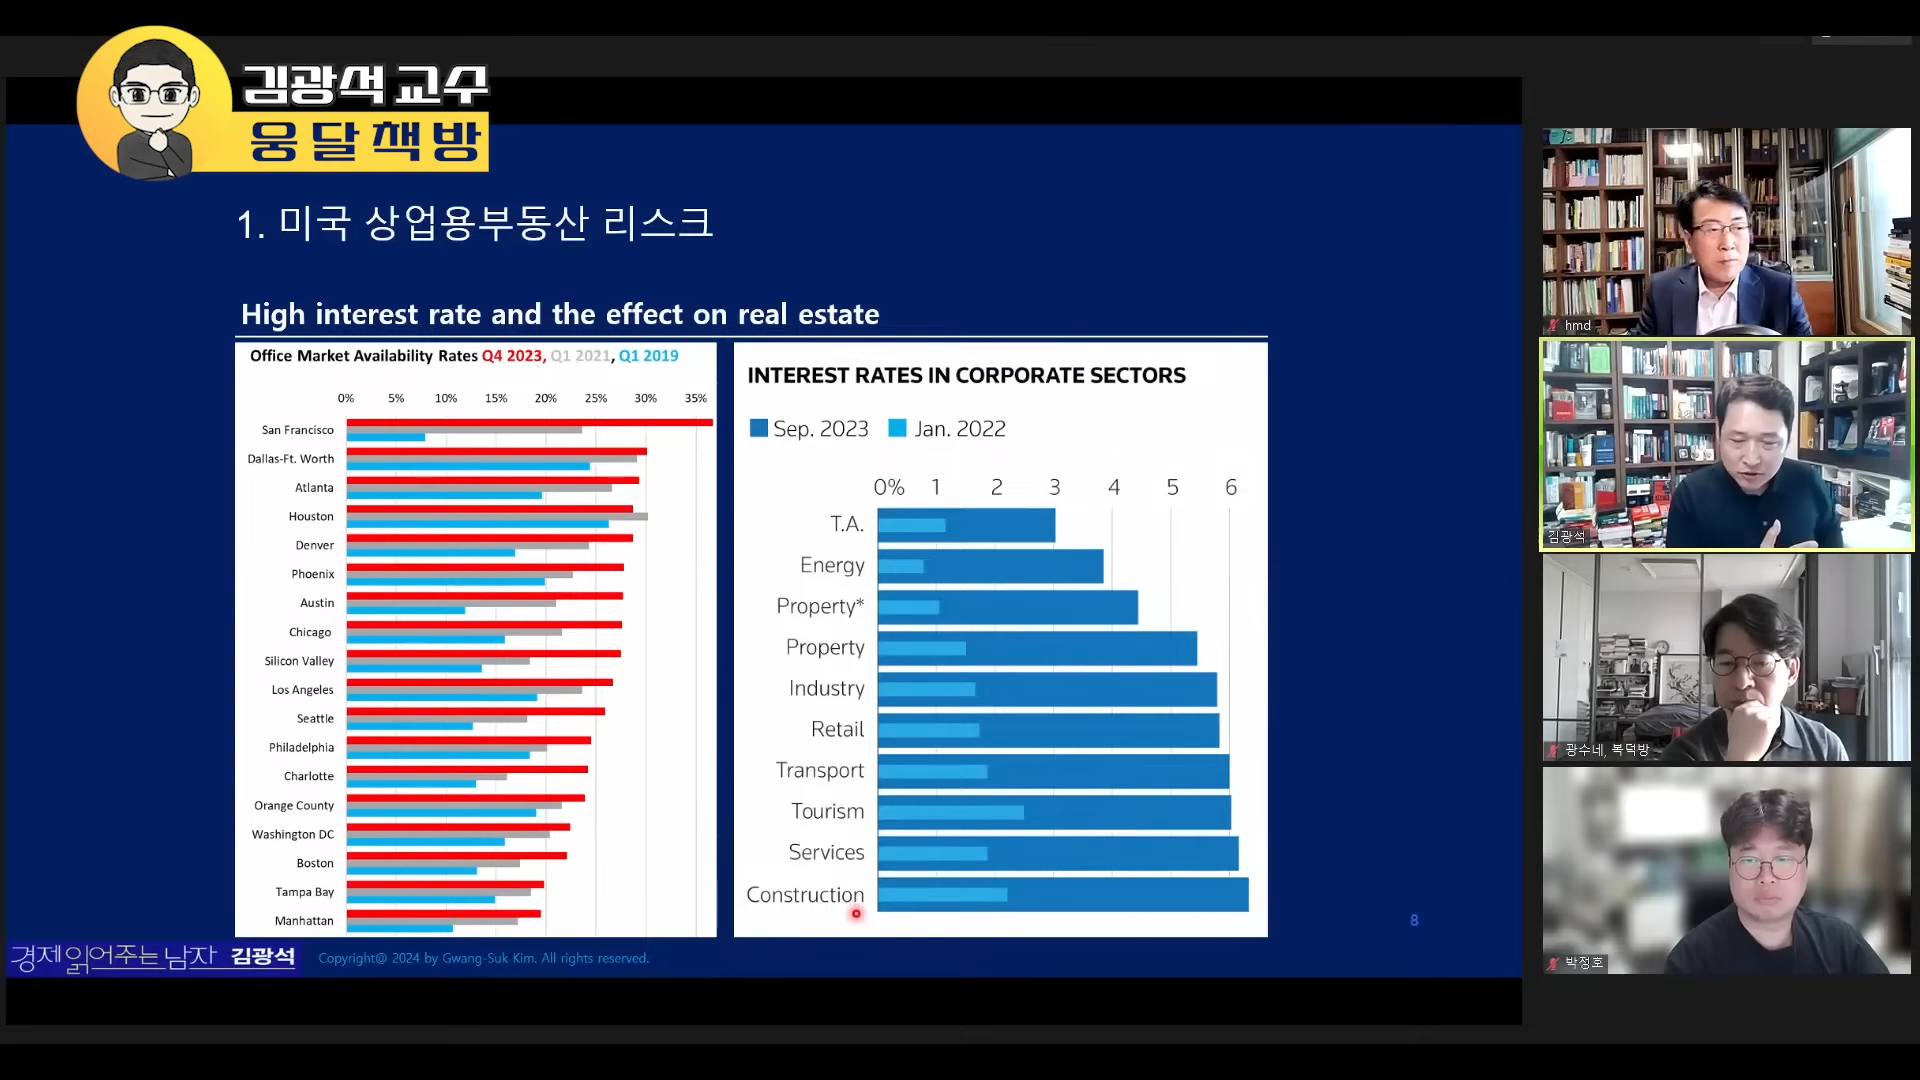 김광석 교수
웅달책방
1. 미국 상업용부동산 리스크
High interest rate and the effect on real estate
Office Market Availability Rates Q4 2023, Q1 2021, Q1 2019
0% 5% 10% 15% 20% 25% 30% 35%
San Francisco
Dallas-Ft. Worth
Atlanta
Houston
Denver
Phoenix
Austin
Chicago
Silicon Valley
Los Angeles
Seattle
Philadelphia
Charlotte
Orange County
Washington DC
Boston
Tampa Bay
Manhattan
INTEREST RATES IN CORPORATE SECTORS
Sep. 2023 Jan. 2022
0% 1 2 3 4 5 6
T.A.
Energy
Property*
Property
Industry
Retail
Transport
Tourism
Services
Construction
8
경제읽어주는남자 김광석
Copyright@ 2024 by Gwang-Suk Kim. All rights reserved.
hmd
김광석
광수네, 복덕방
박정호